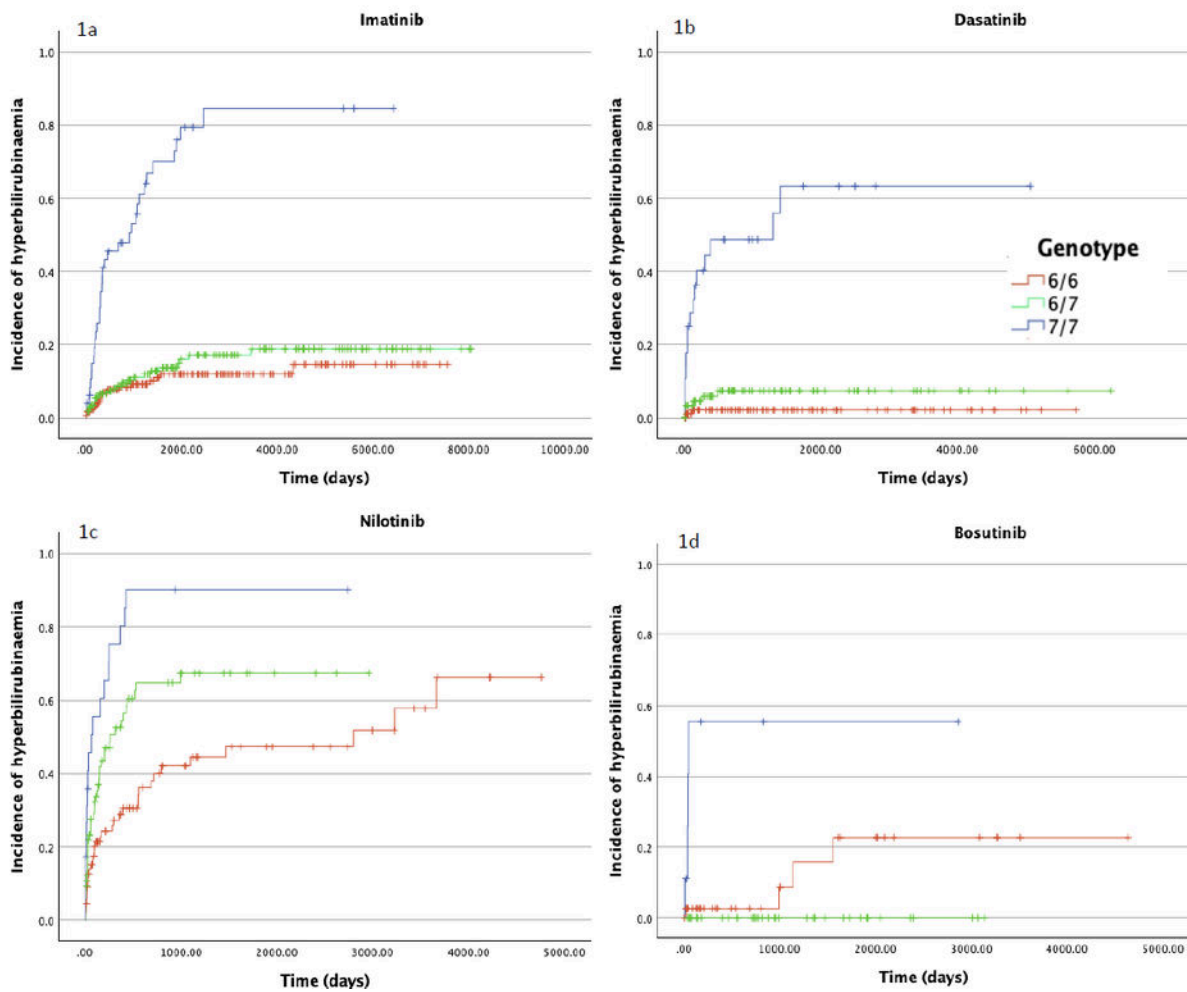 1a
Imatinib
Incidence of hyperbilirubinaemia
1.0
0.8
0.6
0.4
0.2
0.0
.00 2000.00 4000.00 6000.00 8000.00 10000.00
Time (days)
1b
Dasatinib
Incidence of hyperbilirubinaemia
1.0
0.8
0.6
0.4
0.2
0.0
.00 2000.00 4000.00 6000.00
Time (days)
Genotype
6/6
6/7
7/7
1c
Nilotinib
Incidence of hyperbilirubinaemia
1.0
0.8
0.6
0.4
0.2
0.0
.00 1000.00 2000.00 3000.00 4000.00 5000.00
Time (days)
1d
Bosutinib
Incidence of hyperbilirubinaemia
1.0
0.8
0.6
0.4
0.2
0.0
.00 1000.00 2000.00 3000.00 4000.00 5000.00
Time (days)